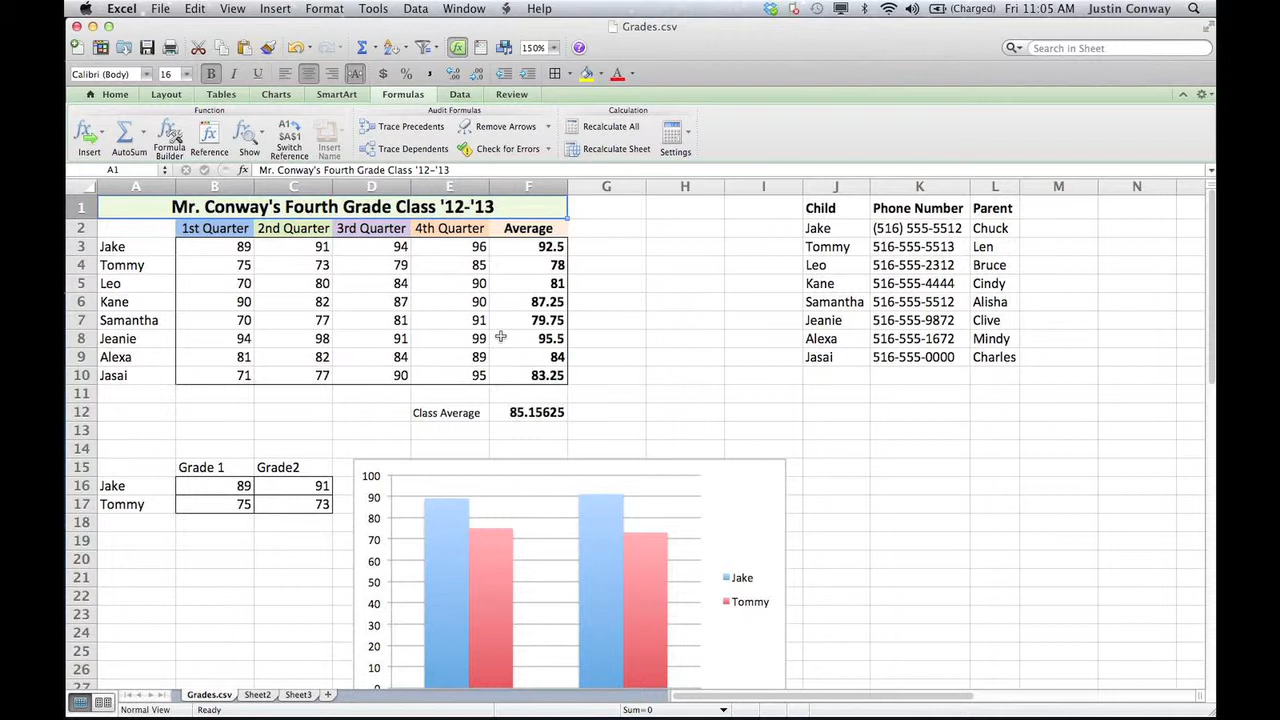 Excel File Edit View Insert Format Tools Data Window Help (Charged) Fri 11:05 AM Justin Conway
Grades.csv
150% Search in Sheet
Calibri (Body) 16 B I U $ % ,
Home Layout Tables Charts SmartArt Formulas Data Review
Function Audit Formulas Calculation
Insert AutoSum Formula Builder Reference Show Switch Reference Insert Name Trace Precedents Remove Arrows Recalculate All Settings
Trace Dependents Check for Errors Recalculate Sheet
A1 fx Mr. Conway's Fourth Grade Class '12-'13
A B C D E F G H I J K L M N
1 Mr. Conway's Fourth Grade Class '12-'13 Child Phone Number Parent
2 1st Quarter 2nd Quarter 3rd Quarter 4th Quarter Average Jake (516) 555-5512 Chuck
3 Jake 89 91 94 96 92.5 Tommy 516-555-5513 Len
4 Tommy 75 73 79 85 78 Leo 516-555-2312 Bruce
5 Leo 70 80 84 90 81 Kane 516-555-4444 Cindy
6 Kane 90 82 87 90 87.25 Samantha 516-555-5512 Alisha
7 Samantha 70 77 81 91 79.75 Jeanie 516-555-9872 Clive
8 Jeanie 94 98 91 99 95.5 Alexa 516-555-1672 Mindy
9 Alexa 81 82 84 89 84 Jasai 516-555-0000 Charles
10 Jasai 71 77 90 95 83.25
11
12 Class Average 85.15625
13
14
15 Grade 1 Grade2
16 Jake 89 91
17 Tommy 75 73
18
19
20
21
22
23
24
25
26
27
100
90
80
70
60
50
40
30
20
10
0
Jake
Tommy
Grades.csv Sheet2 Sheet3 +
Normal View Ready Sum=0